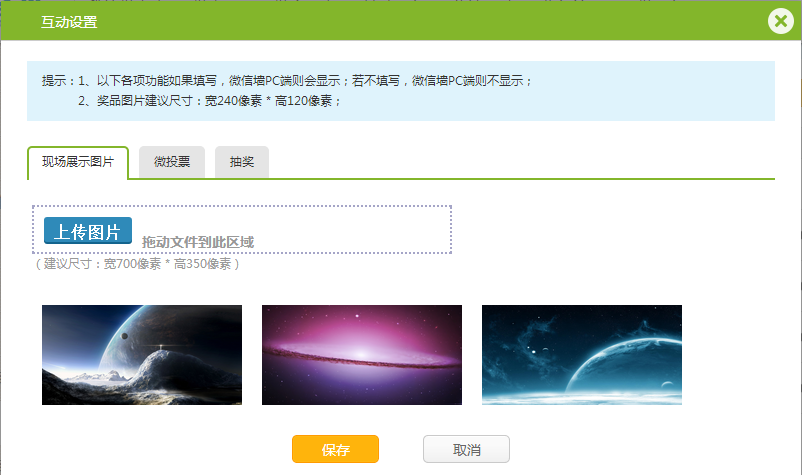 互动设置
提示：1、以下各项功能如果填写，微信墙PC端则会显示；若不填写，微信墙PC端则不显示；
2、奖品图片建议尺寸：宽240像素 * 高120像素；
现场展示图片 微投票 抽奖
上传图片 拖动文件到此区域
（建议尺寸：宽700像素 * 高350像素）
保存 取消